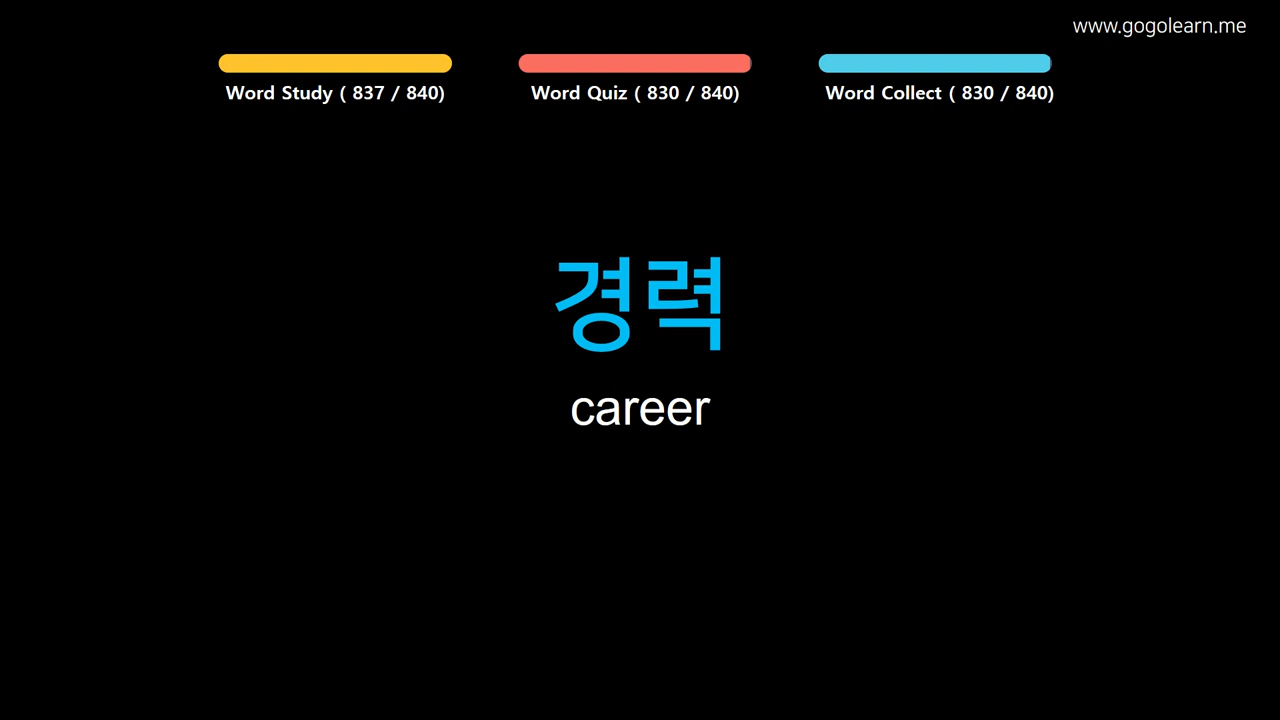 www.gogolearn.me
Word Study ( 837 / 840)
Word Quiz ( 830 / 840)
Word Collect ( 830 / 840)
경력
career